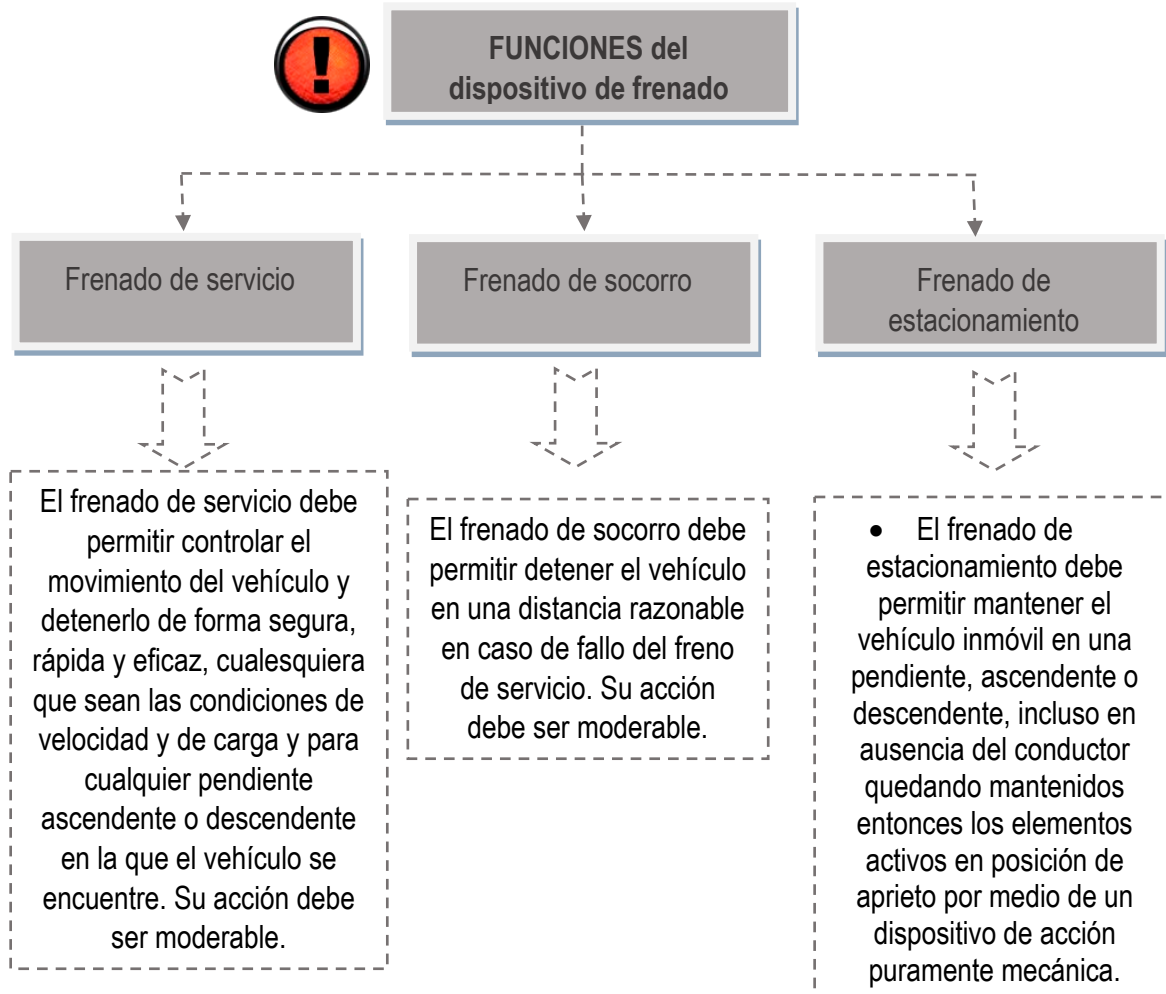 FUNCIONES del
dispositivo de frenado
Frenado de servicio
Frenado de socorro
Frenado de
estacionamiento
El frenado de servicio debe
permitir controlar el
movimiento del vehículo y
detenerlo de forma segura,
rápida y eficaz, cualesquiera
que sean las condiciones de
velocidad y de carga y para
cualquier pendiente
ascendente o descendente
en la que el vehículo se
encuentre. Su acción debe
ser moderable.
El frenado de socorro debe
permitir detener el vehículo
en una distancia razonable
en caso de fallo del freno
de servicio. Su acción
debe ser moderable.
• El frenado de
estacionamiento debe
permitir mantener el
vehículo inmóvil en una
pendiente, ascendente o
descendente, incluso en
ausencia del conductor
quedando mantenidos
entonces los elementos
activos en posición de
aprieto por medio de un
dispositivo de acción
puramente mecánica.